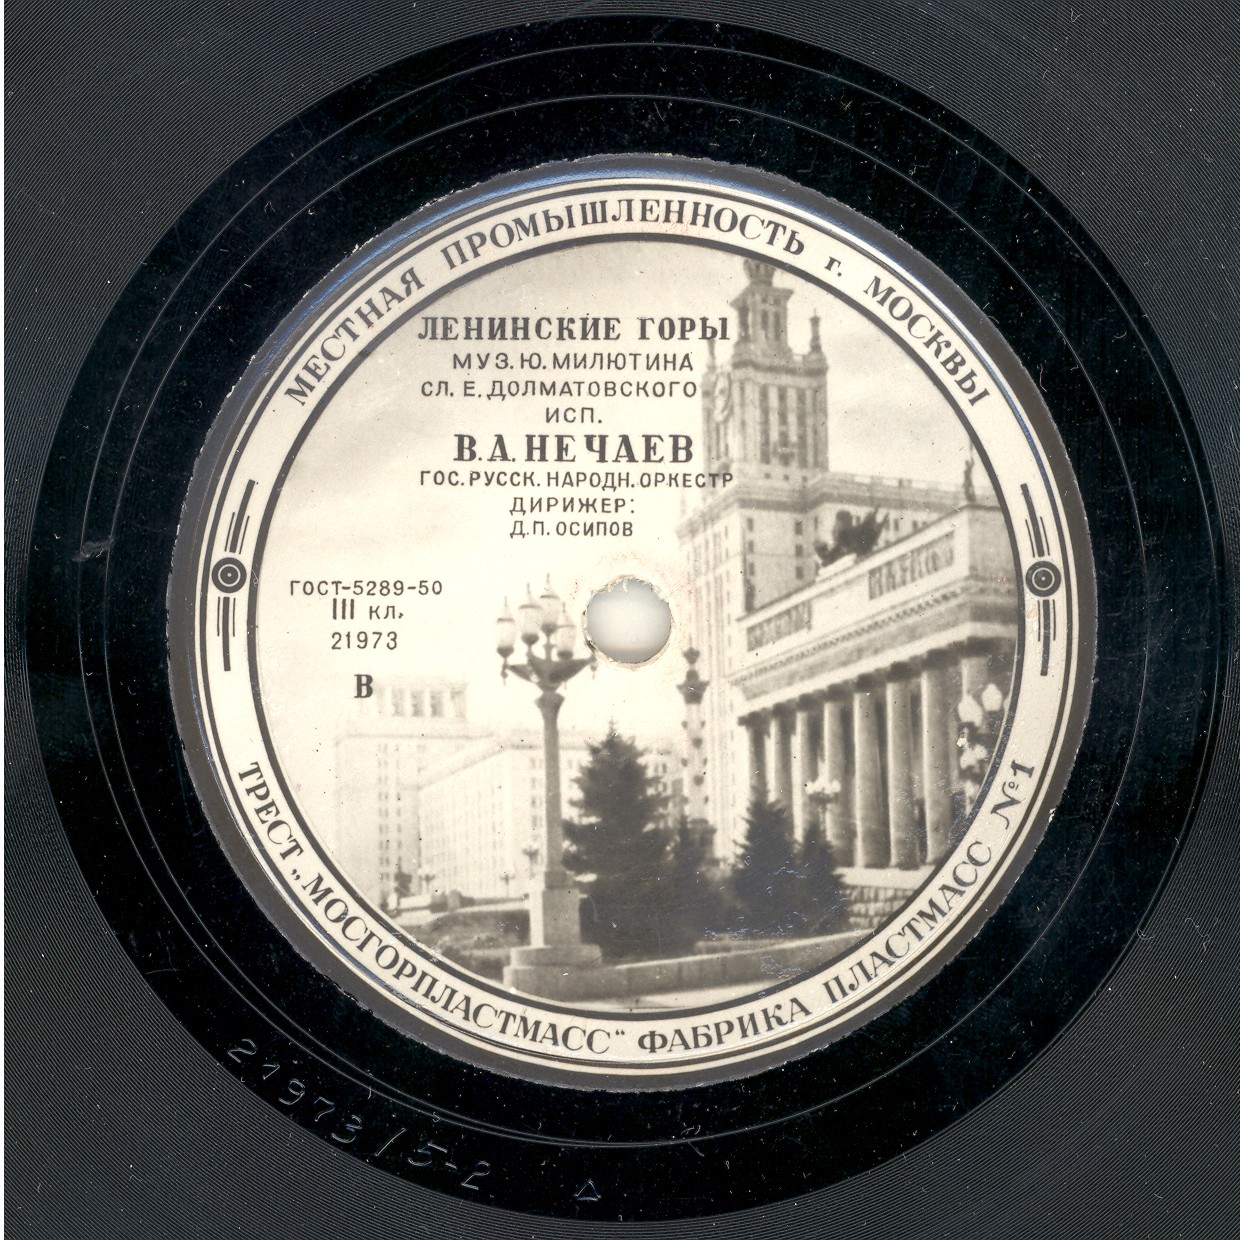 МЕСТНАЯ ПРОМЫШЛЕННОСТЬ г. МОСКВЫ
ЛЕНИНСКИЕ ГОРЫ
МУЗ. Ю. МИЛЮТИНА
СЛ. Е. ДОЛМАТОВСКОГО
ИСП.
В. А. НЕЧАЕВ
ГОС. РУССК. НАРОДН. ОРКЕСТР
ДИРИЖЕР:
Д. П. ОСИПОВ
ГОСТ-5289-50
III КЛ.
21973
В
ТРЕСТ „МОСГОРПЛАСТМАСС“ ФАБРИКА ПЛАСТМАСС №1
21973/5-2